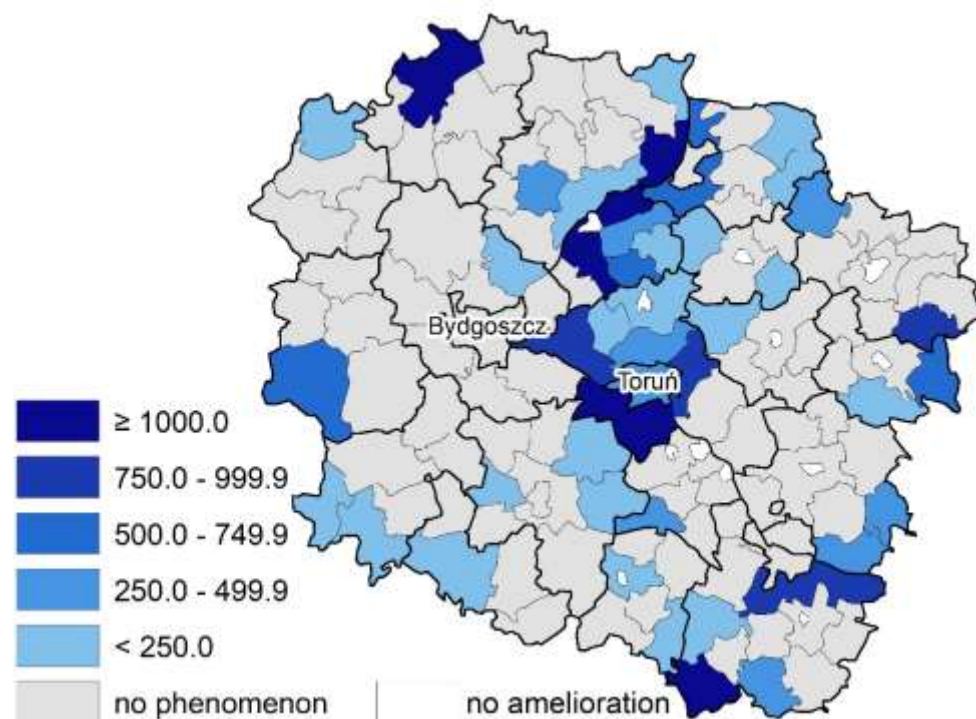 Bydgoszcz
Toruń
≥ 1000.0
750.0 - 999.9
500.0 - 749.9
250.0 - 499.9
< 250.0
no phenomenon
no amelioration